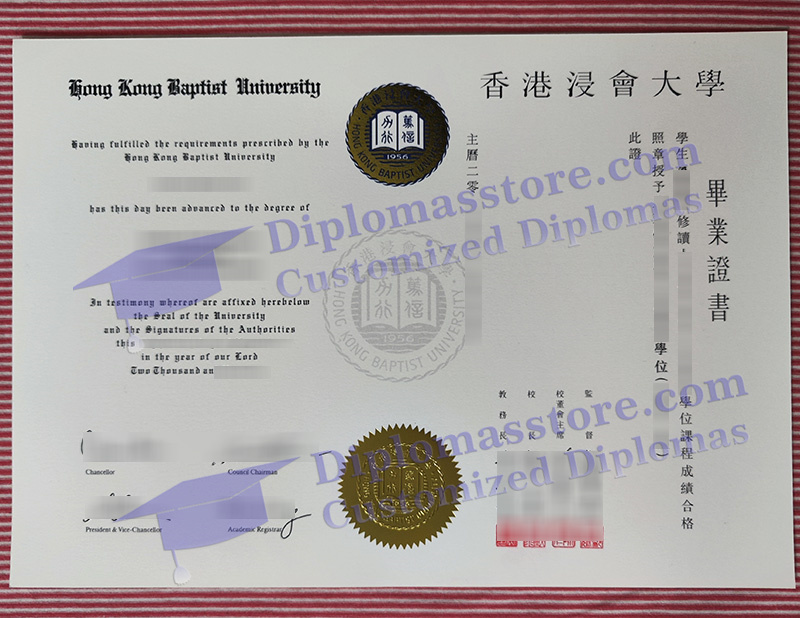 Hong Kong Baptist University
Having fulfilled the requirements prescribed by the
Hong Kong Baptist University
has this day been advanced to the degree of
In testimony whereof are affixed herebelow
the Seal of the University
and the Signatures of the Authorities
this
in the year of our Lord
Two Thousand an
Chancellor
Council Chairman
President & Vice-Chancellor
Academic Registrar
香港浸會大學
HONG KONG BAPTIST UNIVERSITY
1956
香港浸會大學
畢業證書
學生
修讀
學位課程成績合格
照章授予
學位(
)
此證
主曆二零
監督
校董會主席
校長
教務長
HONG KONG BAPTIST UNIVERSITY
1956
Diplomasstore.com
Customized Diplomas
Diplomasstore.com
Customized Diplomas